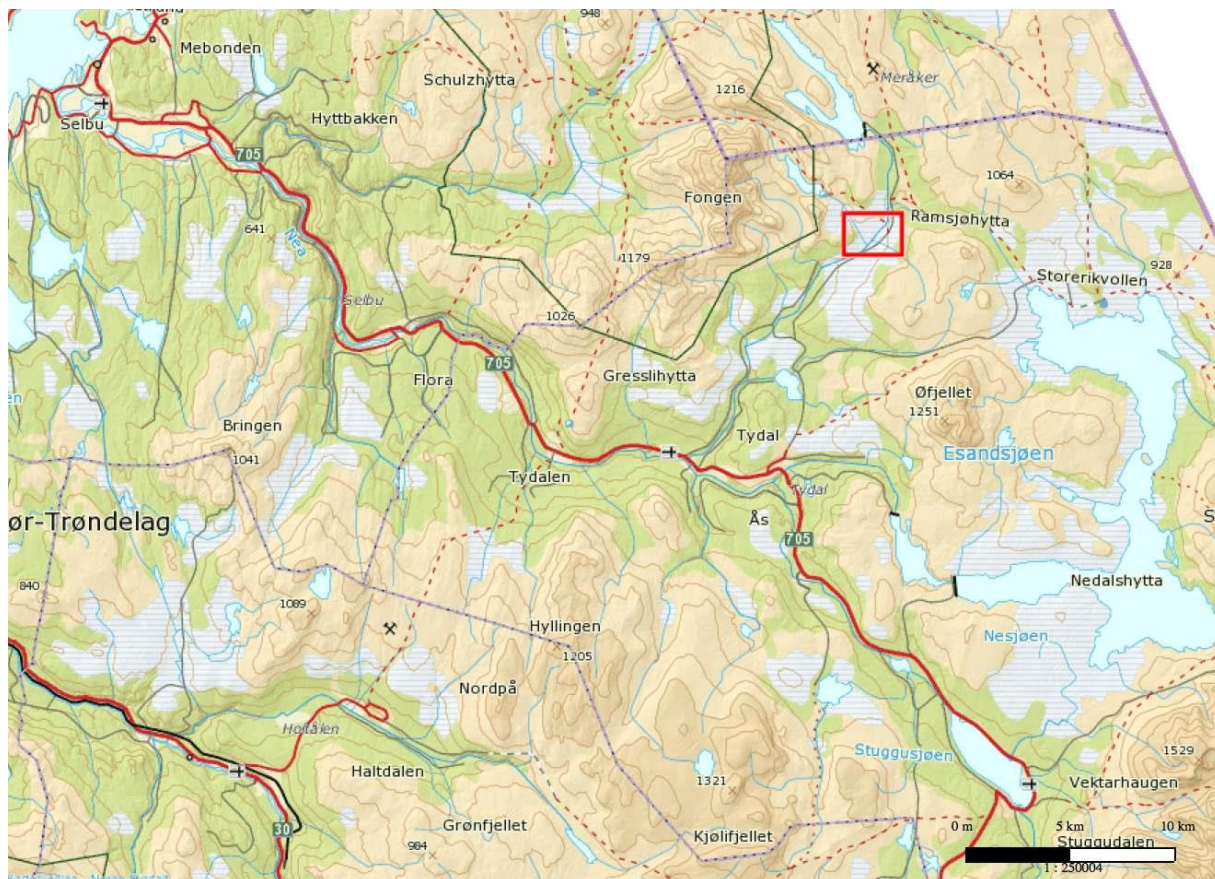 Mebonden
948
Schulzhytta
Meråker
1216
Selbu
Hyttbakken
705
1064
Fongen
Ramsjøhytta
641
Nea
1179
Storerikvollen
928
Selbu
1026
705
Flora
Gresslihytta
Øfjellet
1251
Bringen
Tydal
1041
Esandsjøen
Tydalen
Tydal
ør-Trøndelag
Ås
S
705
840
1089
Nedalshytta
Hyllingen
Nesjøen
1205
Nordpå
Holtålen
Stuggusjøen
1529
Haltdalen
1321
Vektarhaugen
30
Grønfjellet
Kjølifjellet
984
0 m 5 km 10 km
Stuggudalen
1 : 250004